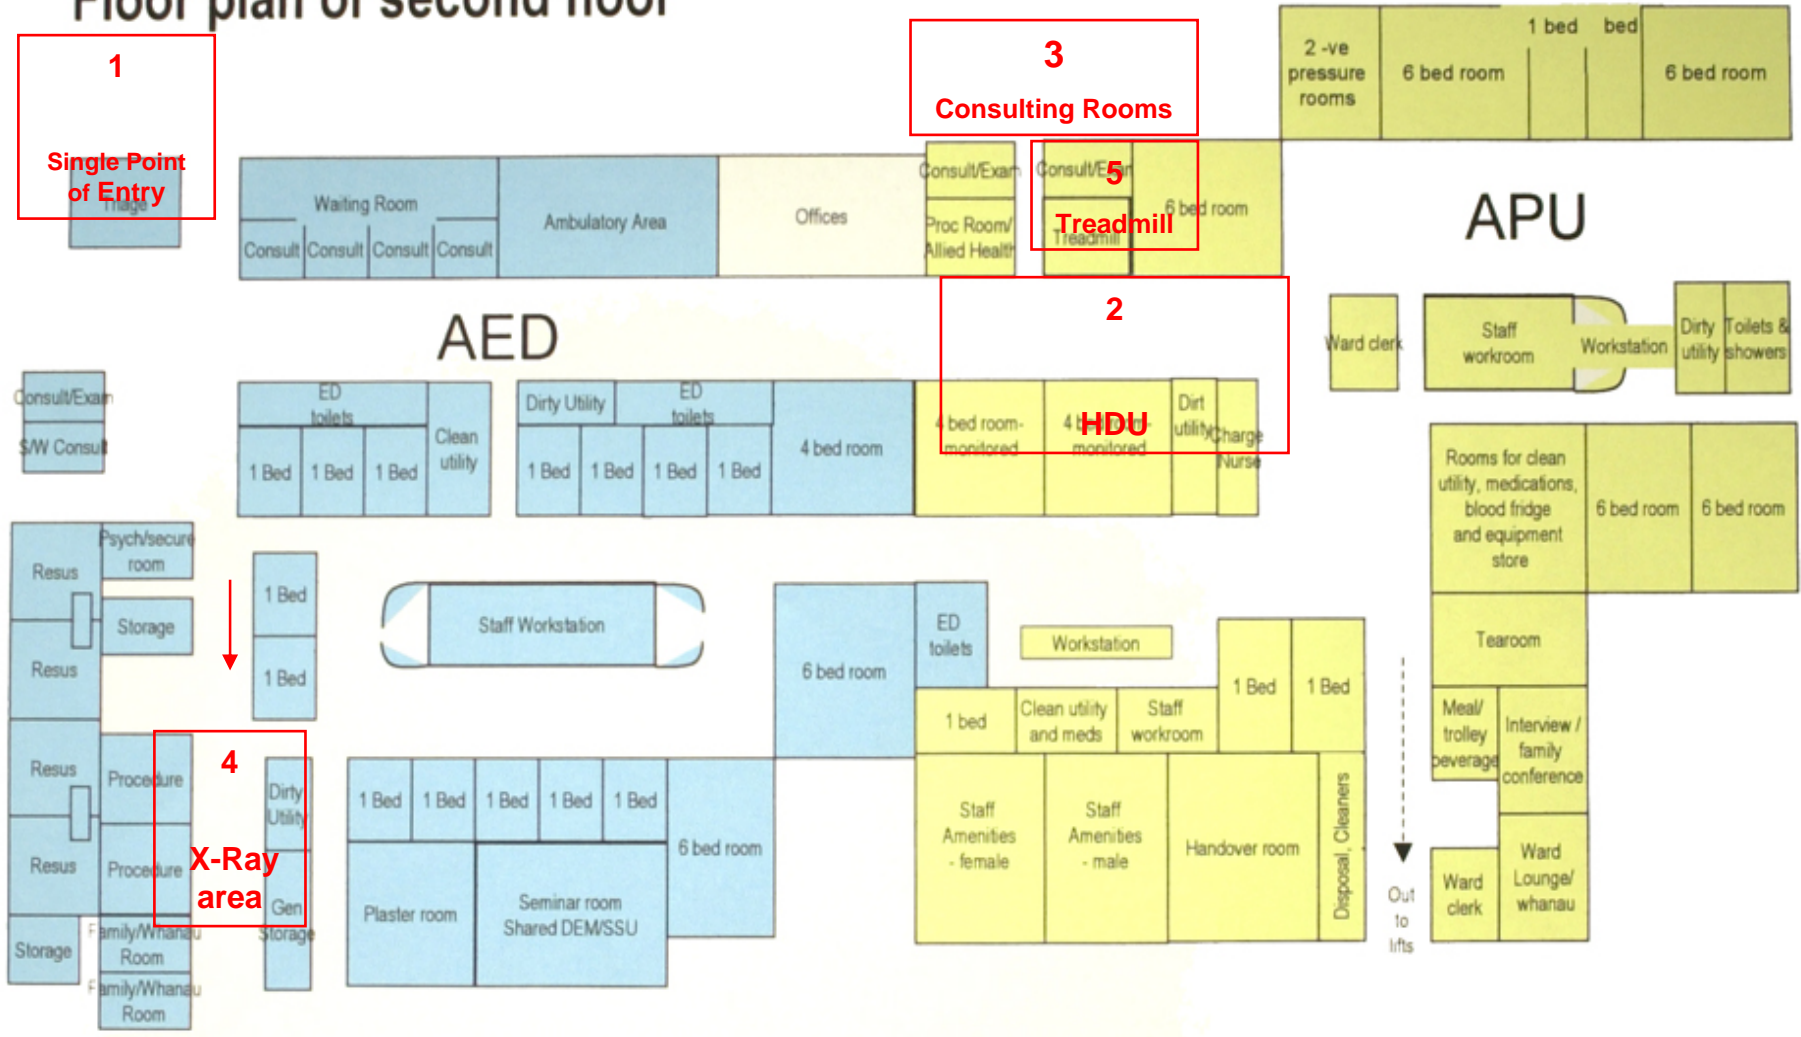 Floor plan of second floor
1
Single Point
of Entry
Triage
3
Consulting Rooms
2 -ve
pressure
rooms
6 bed room
1 bed
bed
6 bed room
Waiting Room
Consult
Consult
Consult
Consult
Ambulatory Area
Offices
Consult/Exam
Proc Room/
Allied Health
Consult/Exam
5
Treadmill
Treadmill
6 bed room
APU
AED
2
HDU
Ward clerk
Staff
workroom
Workstation
Dirty
utility
Toilets &
showers
Consult/Exam
S/W Consult
ED
toilets
1 Bed
1 Bed
1 Bed
Clean
utility
Dirty Utility
ED
toilets
1 Bed
1 Bed
1 Bed
1 Bed
4 bed room
4 bed room-
monitored
4 bed room-
monitored
Dirt
utility
Charge
Nurse
Rooms for clean
utility, medications,
blood fridge
and equipment
store
6 bed room
6 bed room
Resus
Psych/secure
room
Storage
Resus
1 Bed
1 Bed
Staff Workstation
6 bed room
ED
toilets
Workstation
1 bed
Clean utility
and meds
Staff
workroom
1 Bed
1 Bed
Tearoom
Meal/
trolley
beverage
Interview /
family
conference
Resus
Procedure
Resus
Procedure
4
X-Ray
area
Dirty
Utility
Gen
Storage
1 Bed
1 Bed
1 Bed
1 Bed
1 Bed
6 bed room
Plaster room
Seminar room
Shared DEM/SSU
Staff
Amenities
- female
Staff
Amenities
- male
Handover room
Disposal, Cleaners
Out
to
lifts
Ward
clerk
Ward
Lounge/
whanau
Storage
Family/Whanau
Room
Family/Whanau
Room